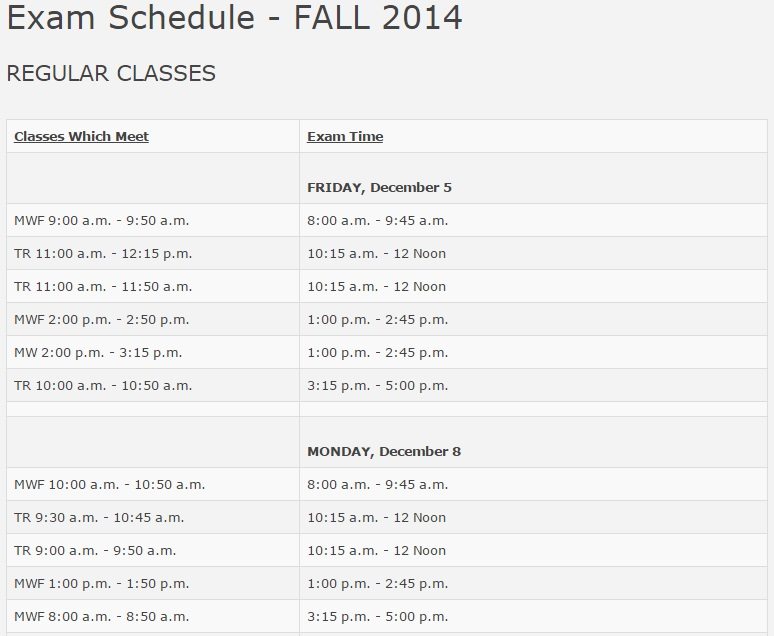 Exam Schedule - FALL 2014
REGULAR CLASSES
Classes Which Meet Exam Time
FRIDAY, December 5
MWF 9:00 a.m. - 9:50 a.m. 8:00 a.m. - 9:45 a.m.
TR 11:00 a.m. - 12:15 p.m. 10:15 a.m. - 12 Noon
TR 11:00 a.m. - 11:50 a.m. 10:15 a.m. - 12 Noon
MWF 2:00 p.m. - 2:50 p.m. 1:00 p.m. - 2:45 p.m.
MW 2:00 p.m. - 3:15 p.m. 1:00 p.m. - 2:45 p.m.
TR 10:00 a.m. - 10:50 a.m. 3:15 p.m. - 5:00 p.m.
MONDAY, December 8
MWF 10:00 a.m. - 10:50 a.m. 8:00 a.m. - 9:45 a.m.
TR 9:30 a.m. - 10:45 a.m. 10:15 a.m. - 12 Noon
TR 9:00 a.m. - 9:50 a.m. 10:15 a.m. - 12 Noon
MWF 1:00 p.m. - 1:50 p.m. 1:00 p.m. - 2:45 p.m.
MWF 8:00 a.m. - 8:50 a.m. 3:15 p.m. - 5:00 p.m.